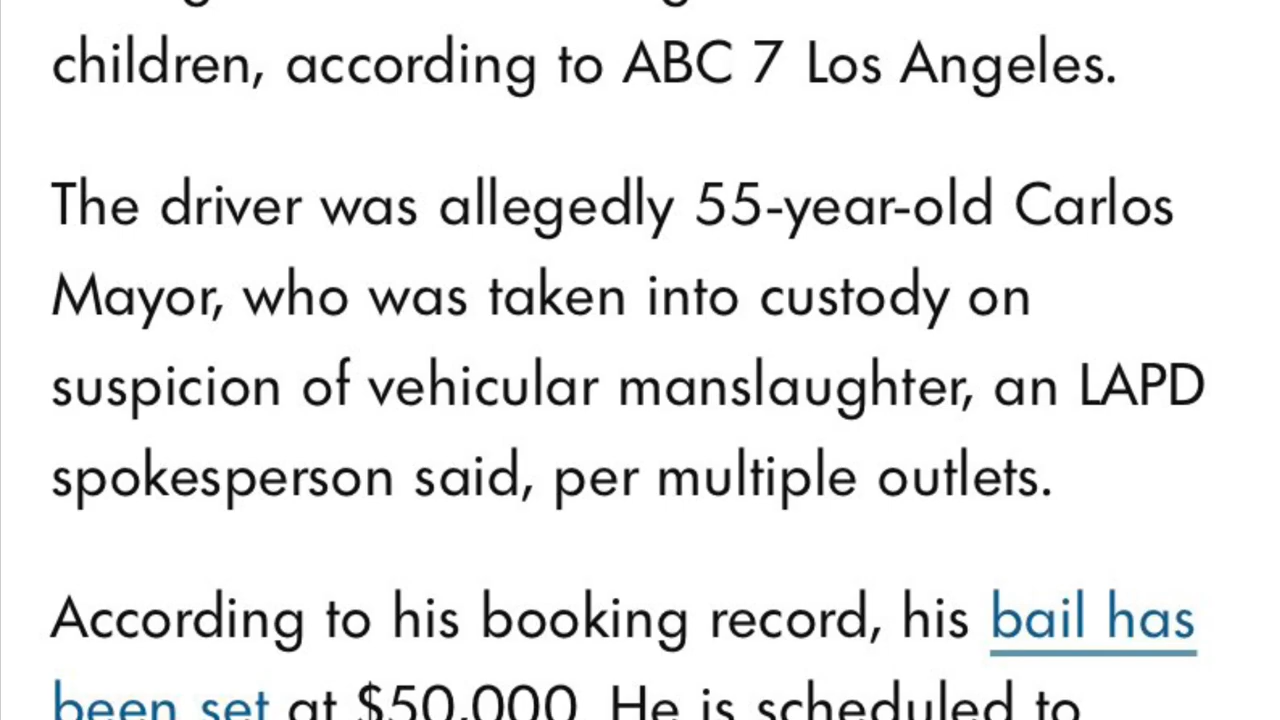 children, according to ABC 7 Los Angeles.
The driver was allegedly 55-year-old Carlos
Mayor, who was taken into custody on
suspicion of vehicular manslaughter, an LAPD
spokesperson said, per multiple outlets.
According to his booking record, his bail has
been set at $50,000. He is scheduled to